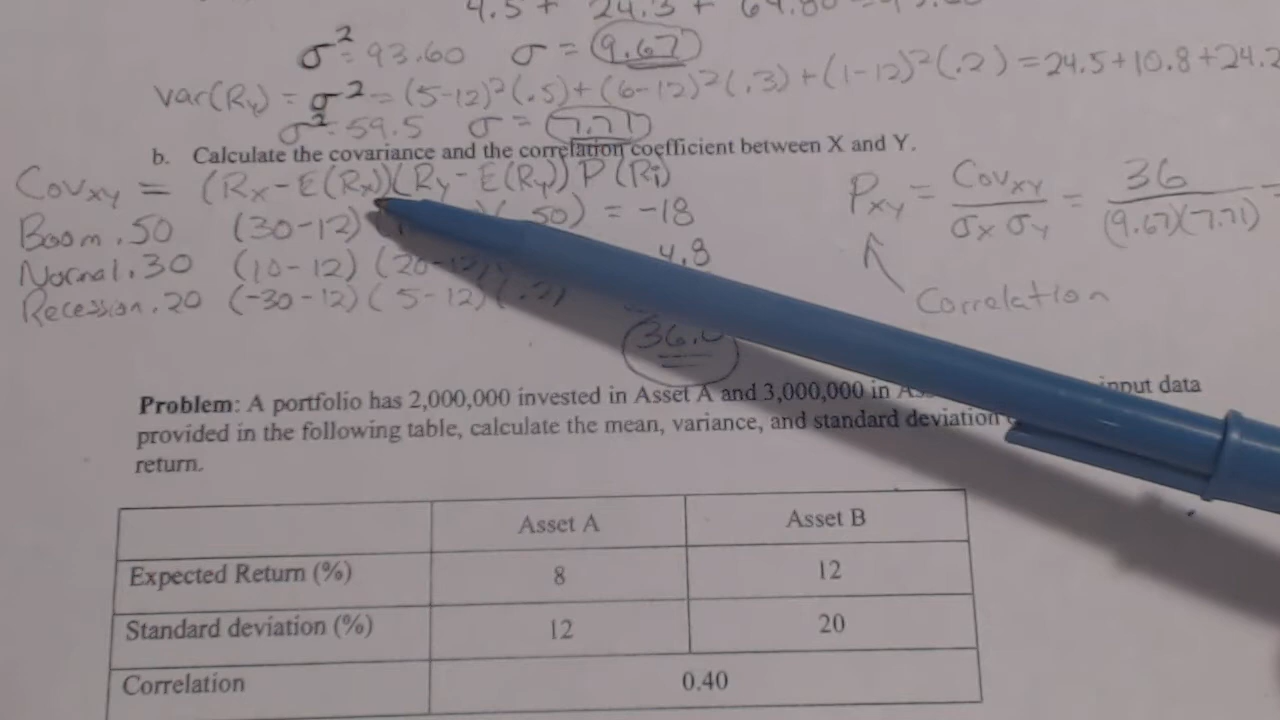 4.5 + 24.3 +
σ² = 93.60 σ = 9.67
var(Ry) = σ² = (5-12)²(.5) + (6-12)²(.3) + (1-12)²(.2) = 24.5 + 10.8 + 24.2
σ² = 59.5 σ = 7.71
b. Calculate the covariance and the correlation coefficient between X and Y.
Covxy = (Rx - E(Rx))(Ry - E(Ry)) P(Ri)
Boom .50 (30-12) .50) = -18
Normal .30 (10-12) (20-12) 4.8
Recession .20 (-30-12) (5-12) (.2)
36.0
Pxy = Covxy / σx σy = 36 / (9.67)(7.71) =
Correlation
Problem: A portfolio has 2,000,000 invested in Asset A and 3,000,000 in input data
provided in the following table, calculate the mean, variance, and standard deviation
return.
Asset A Asset B
Expected Return (%) 8 12
Standard deviation (%) 12 20
Correlation 0.40